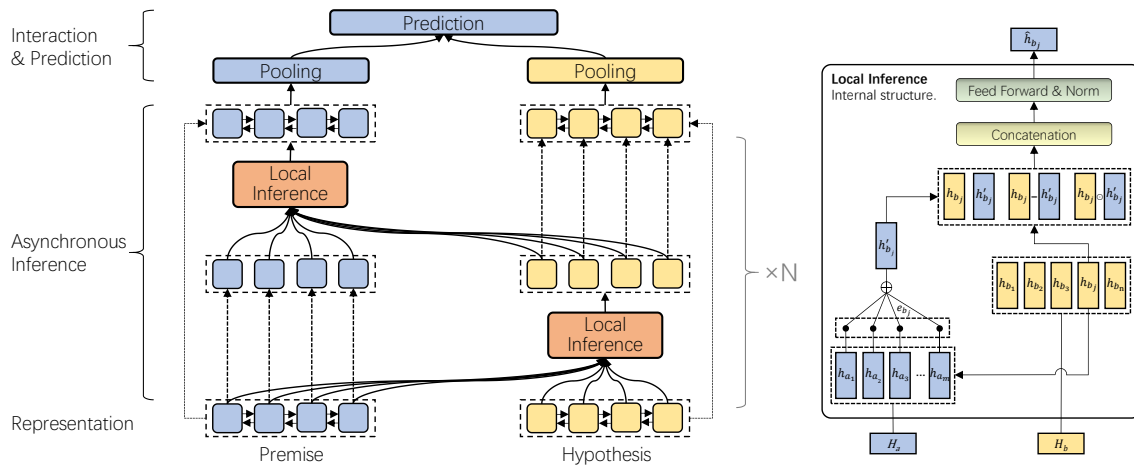 Interaction
& Prediction
Prediction
Pooling
Pooling
Asynchronous
Inference
Local
Inference
Local
Inference
×N
Representation
Premise
Hypothesis
ĥ_{b_j}
Local Inference
Internal structure.
Feed Forward & Norm
Concatenation
h_{b_j} h'_{b_j} h_{b_j} − h'_{b_j} h_{b_j} ⊙ h'_{b_j}
h'_{b_j}
h_{b_1} h_{b_2} h_{b_3} h_{b_j} h_{b_n}
e_{b_j}
h_{a_1} h_{a_2} h_{a_3} ... h_{a_m}
H_a
H_b